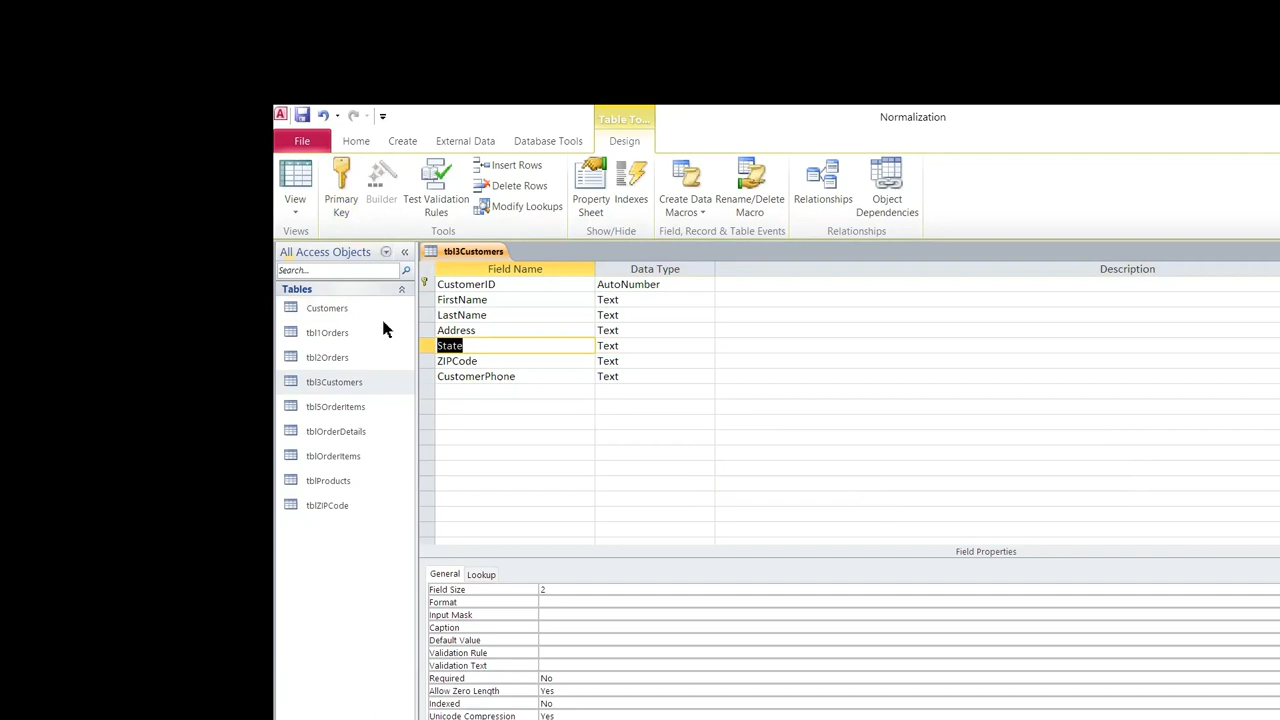 A
Table To...
Normalization
File Home Create External Data Database Tools Design
View
Primary Key
Builder
Test Validation Rules
Insert Rows
Delete Rows
Modify Lookups
Property Sheet
Indexes
Create Data Macros
Rename/Delete Macro
Relationships
Object Dependencies
Views Tools Show/Hide Field, Record & Table Events Relationships
All Access Objects «
Search...
Tables
Customers
tbl1Orders
tbl2Orders
tbl3Customers
tbl5OrderItems
tblOrderDetails
tblOrderItems
tblProducts
tblZIPCode
tbl3Customers
Field Name Data Type Description
CustomerID AutoNumber
FirstName Text
LastName Text
Address Text
State Text
ZIPCode Text
CustomerPhone Text
Field Properties
General Lookup
Field Size 2
Format
Input Mask
Caption
Default Value
Validation Rule
Validation Text
Required No
Allow Zero Length Yes
Indexed No
Unicode Compression Yes